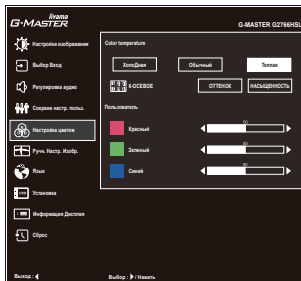 iiyama
G-MASTER
G-MASTER G2766HSU
Настройка изображения
Color temperature
Холодная
Обычный
Теплая
Выбор Вход
6-ОСЕВОЕ
ОТТЕНОК
НАСЫЩЕННОСТЬ
Регулировка аудио
Сохрани настр. польз.
Пользователь
Настройка цветов
Красный
50
Ручн. Настр. Изобр.
Зеленый
50
Язык
Синий
50
Установка
Информация Дисплея
Сброс
Выход :
Выбор : / Нажать